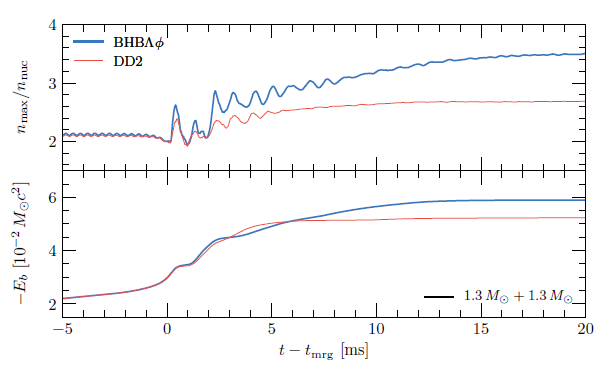 4
BHBΛϕ
DD2
3
n_max/n_nuc
2
6
−E_b [10⁻² M_⊙c²]
4
1.3 M_⊙ + 1.3 M_⊙
2
−5 0 5 10 15 20
t − t_mrg [ms]